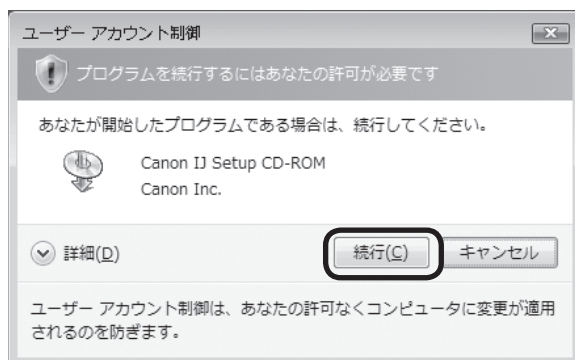 ユーザー アカウント制御
プログラムを続行するにはあなたの許可が必要です
あなたが開始したプログラムである場合は、続行してください。
Canon IJ Setup CD-ROM
Canon Inc.
詳細(D)
続行(C)
キャンセル
ユーザー アカウント制御は、あなたの許可なくコンピュータに変更が適用
されるのを防ぎます。